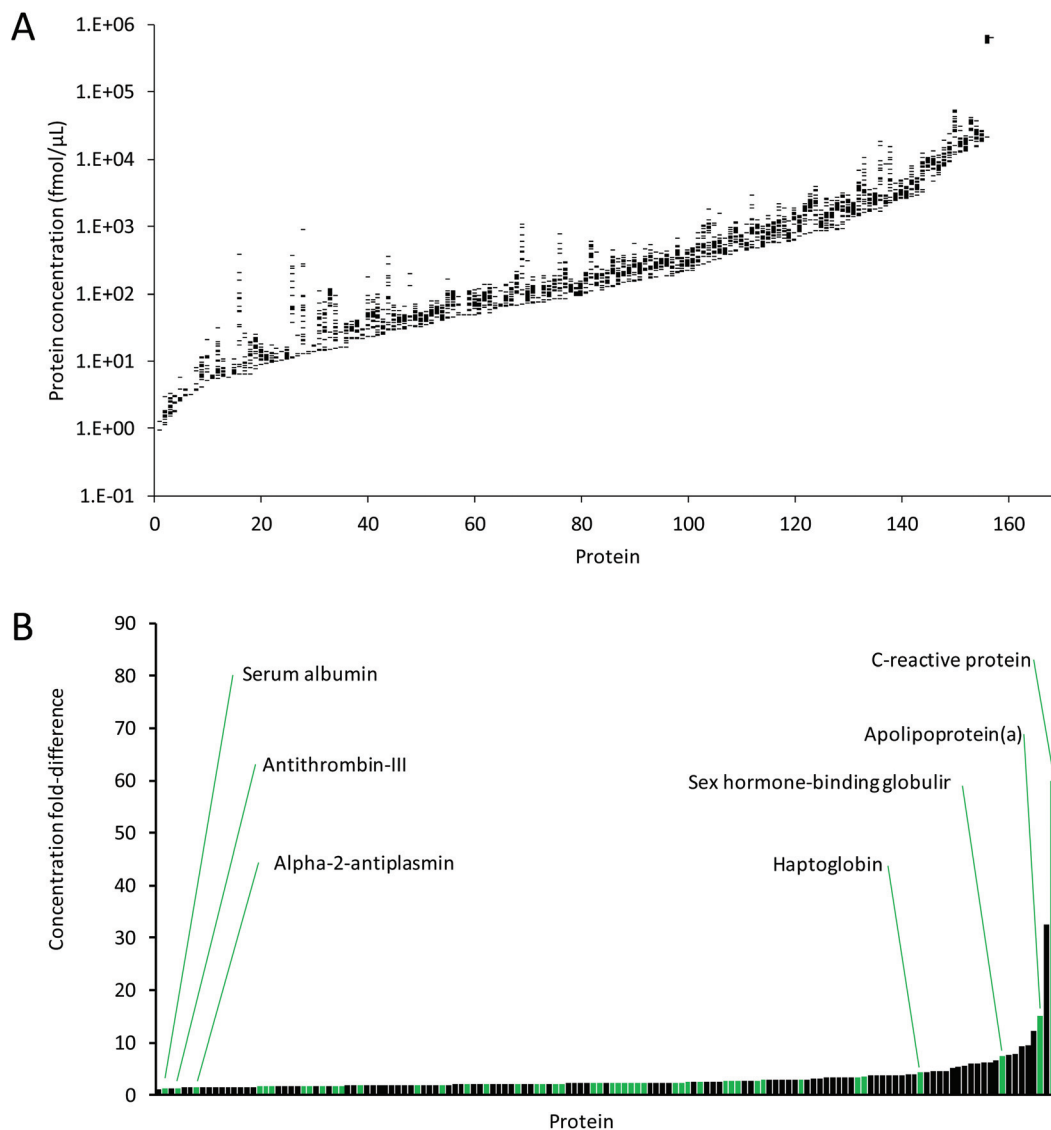 A
Protein concentration (fmol/µL)
1.E+06
1.E+05
1.E+04
1.E+03
1.E+02
1.E+01
1.E+00
1.E-01
0 20 40 60 80 100 120 140 160
Protein
B
Concentration fold-difference
90
80
70
60
50
40
30
20
10
0
Serum albumin
Antithrombin-III
Alpha-2-antiplasmin
C-reactive protein
Apolipoprotein(a)
Sex hormone-binding globulir
Haptoglobin
Protein